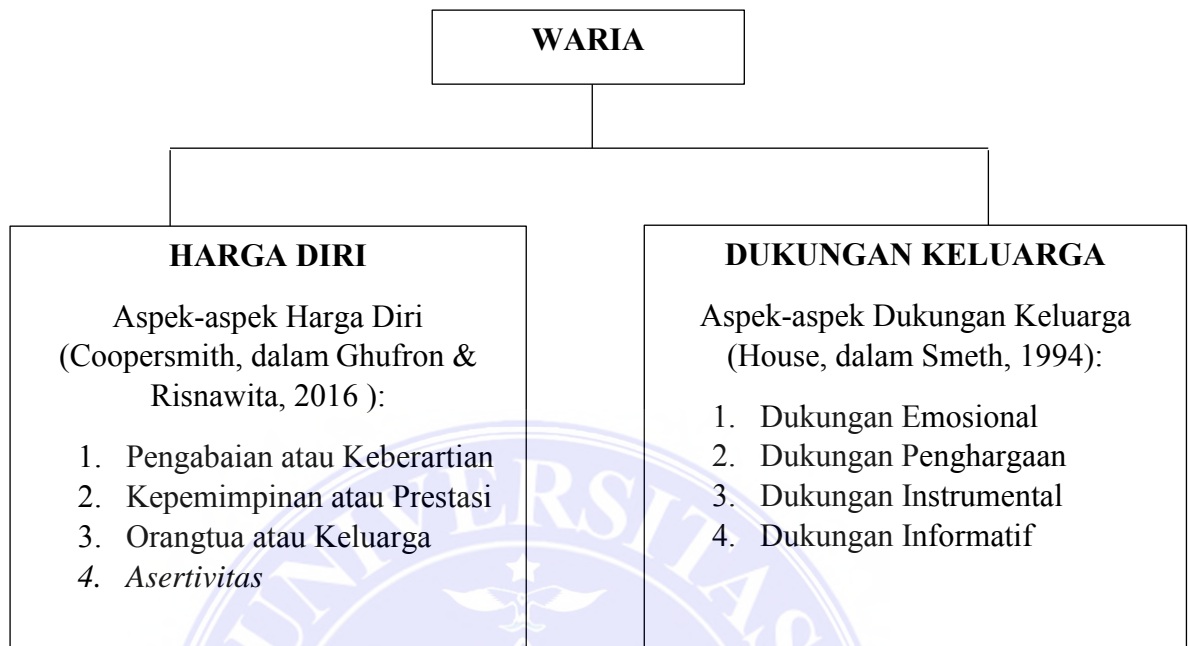 WARIA
HARGA DIRI
Aspek-aspek Harga Diri
(Coopersmith, dalam Ghufron &
Risnawita, 2016 ):
1. Pengabaian atau Keberartian
2. Kepemimpinan atau Prestasi
3. Orangtua atau Keluarga
4. Asertivitas
DUKUNGAN KELUARGA
Aspek-aspek Dukungan Keluarga
(House, dalam Smeth, 1994):
1. Dukungan Emosional
2. Dukungan Penghargaan
3. Dukungan Instrumental
4. Dukungan Informatif
UNIVERSITAS